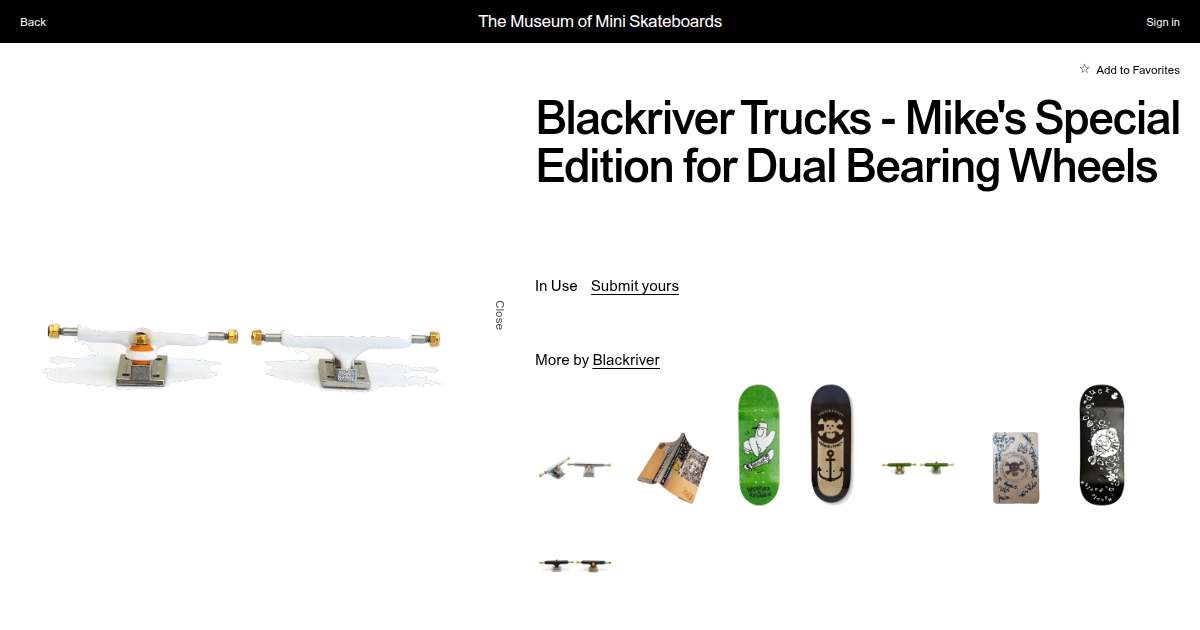 Back
The Museum of Mini Skateboards
Sign in
☆ Add to Favorites
Blackriver Trucks - Mike's Special
Edition for Dual Bearing Wheels
Close
In Use Submit yours
More by Blackriver